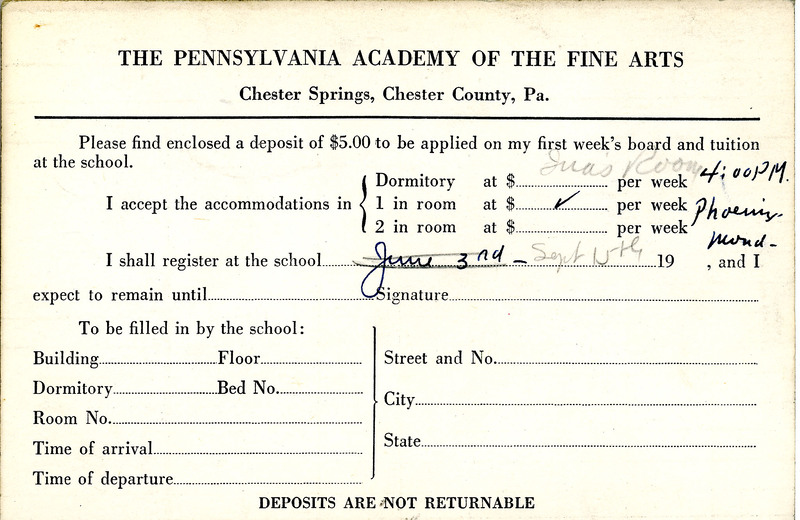 THE PENNSYLVANIA ACADEMY OF THE FINE ARTS
Chester Springs, Chester County, Pa.
Please find enclosed a deposit of $5.00 to be applied on my first week's board and tuition
at the school.
Room 4:00 P.M.
Dormitory at $ per week
I accept the accommodations in 1 in room at $ ✓ per week
2 in room at $ per week
I shall register at the school June 3rd – Sept 15th 19 , and I
expect to remain until Signature
To be filled in by the school:
Building Floor Street and No.
Dormitory Bed No. City
Room No.
Time of arrival State
Time of departure
DEPOSITS ARE NOT RETURNABLE